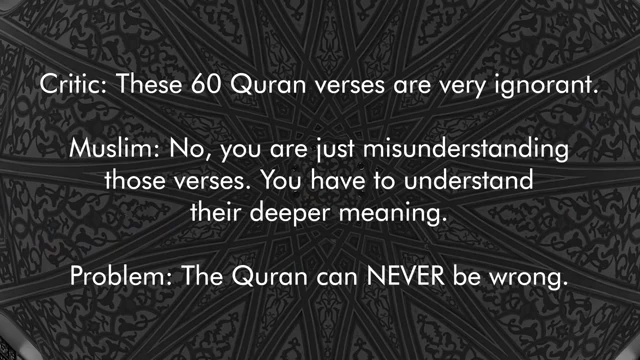 Critic: These 60 Quran verses are very ignorant.
Muslim: No, you are just misunderstanding
those verses. You have to understand
their deeper meaning.
Problem: The Quran can NEVER be wrong.